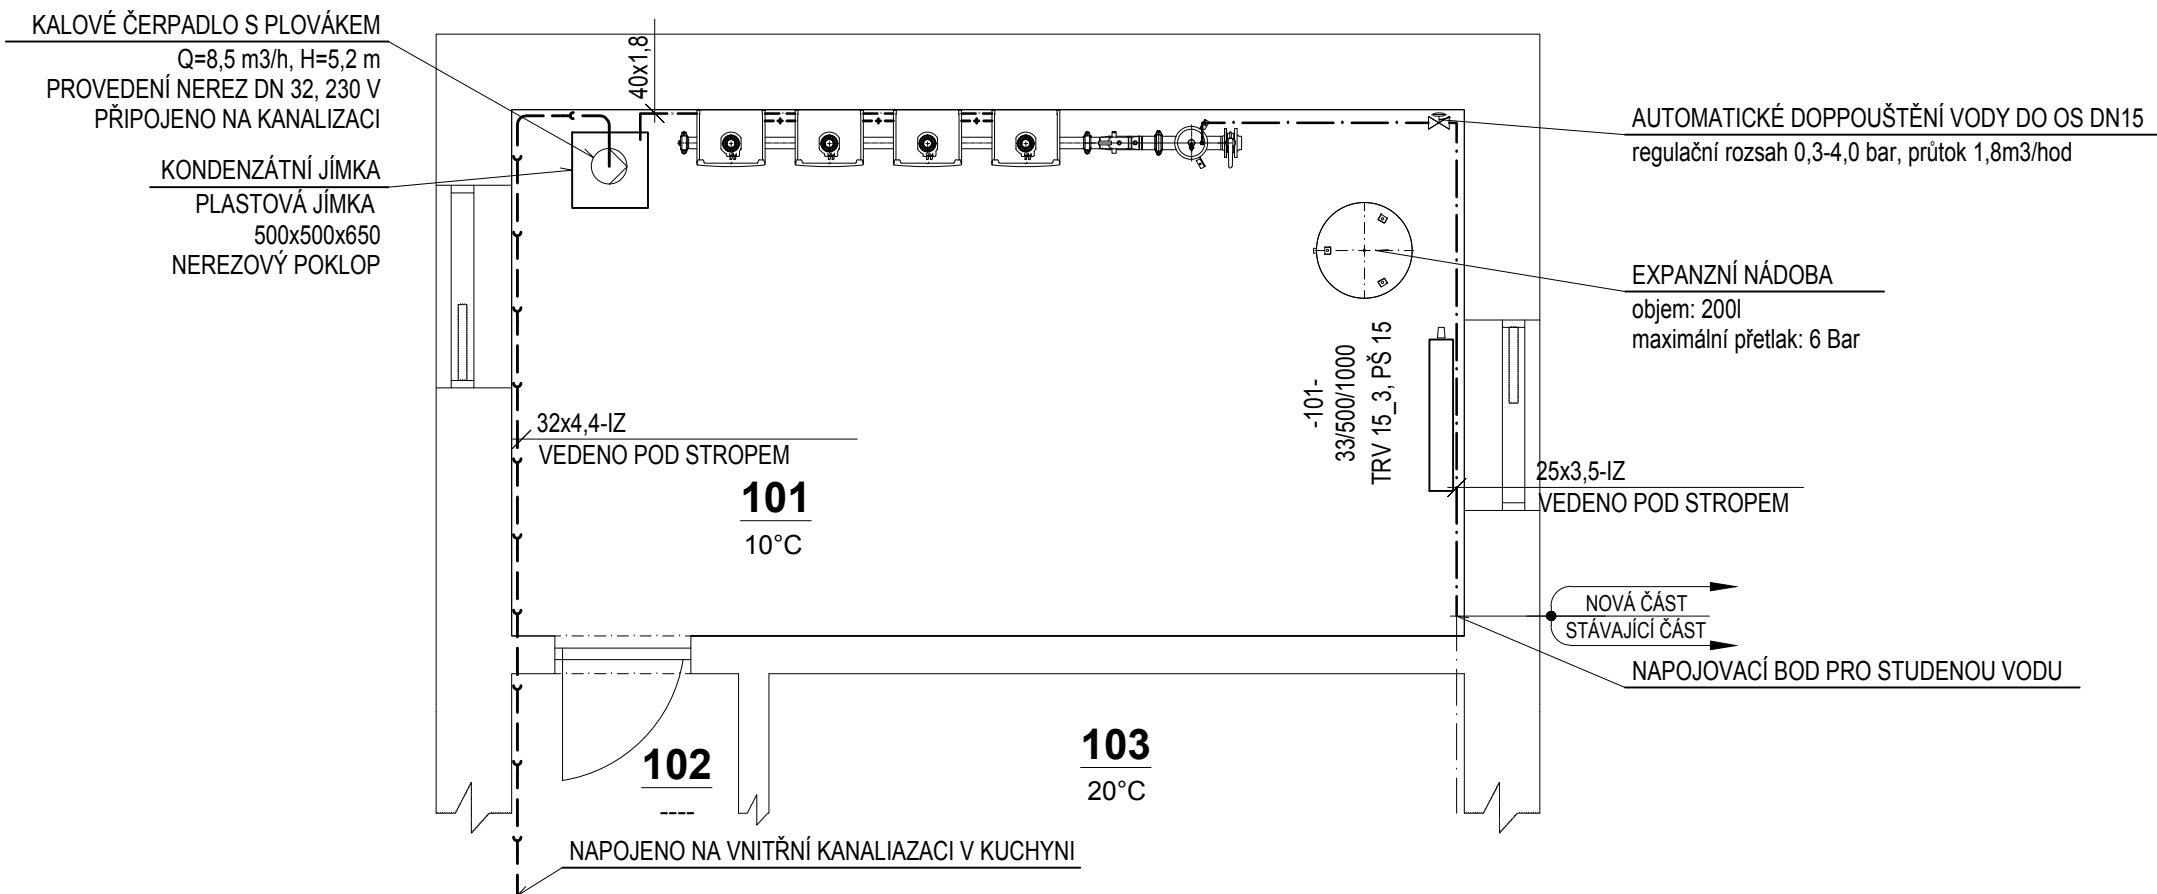 KALOVÉ ČERPADLO S PLOVÁKEM
Q=8,5 m3/h, H=5,2 m
PROVEDENÍ NEREZ DN 32, 230 V
PŘIPOJENO NA KANALIZACI
KONDENZÁTNÍ JÍMKA
PLASTOVÁ JÍMKA
500x500x650
NEREZOVÝ POKLOP
40x1,8
AUTOMATICKÉ DOPPOUŠTĚNÍ VODY DO OS DN15
regulační rozsah 0,3-4,0 bar, průtok 1,8m3/hod
EXPANZNÍ NÁDOBA
objem: 200l
maximální přetlak: 6 Bar
-101-
33/500/1000
TRV 15_3, PŠ 15
32x4,4-IZ
VEDENO POD STROPEM
101
10°C
25x3,5-IZ
VEDENO POD STROPEM
NOVÁ ČÁST
STÁVAJÍCÍ ČÁST
NAPOJOVACÍ BOD PRO STUDENOU VODU
102
----
103
20°C
NAPOJENO NA VNITŘNÍ KANALIAZACI V KUCHYNI